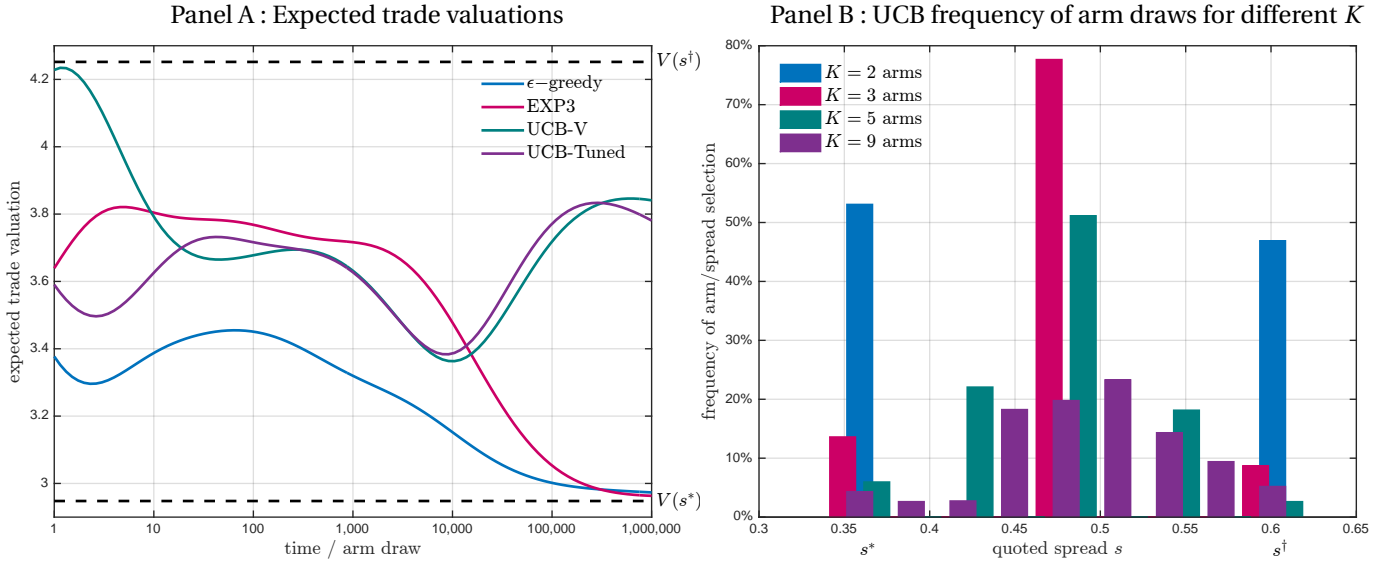 Panel A : Expected trade valuations
V(s†)
4.2
4
3.8
3.6
3.4
3.2
3
expected trade valuation
ϵ−greedy
EXP3
UCB-V
UCB-Tuned
V(s*)
1
10
100
1,000
10,000
100,000
1,000,000
time / arm draw
Panel B : UCB frequency of arm draws for different K
80%
70%
60%
50%
40%
30%
20%
10%
0%
frequency of arm/spread selection
K = 2 arms
K = 3 arms
K = 5 arms
K = 9 arms
0.3
0.35
0.4
0.45
0.5
0.55
0.6
0.65
s*
quoted spread s
s†